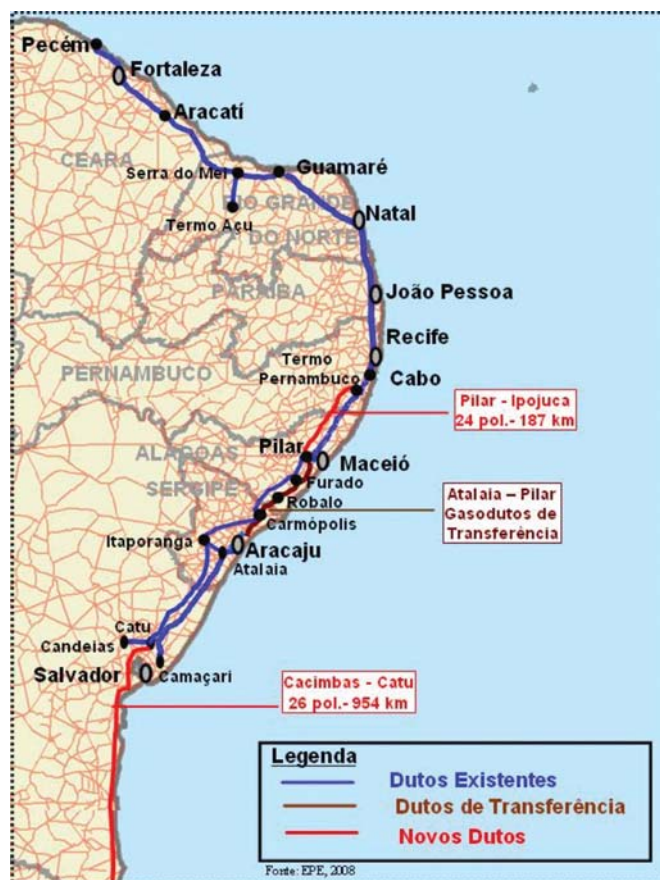 Pecém
Fortaleza
Aracatí
CEARA
Serra do Mel
Guamaré
RIO GRANDE
Termo Açu
Natal
DO NORTE
PARAIBA
João Pessoa
Recife
Termo
Pernambuco
PERNAMBUCO
Cabo
Pilar - Ipojuca
24 pol.- 187 km
ALAGOAS
Pilar
Maceió
SERGIPE
Furado
Robalo
Atalaia – Pilar
Gasodutos de
Transferência
Carmópolis
Itaporanga
Aracaju
Atalaia
Catu
Candeias
Salvador
Camaçari
Cacimbas - Catu
26 pol.- 954 km
Legenda
Dutos Existentes
Dutos de Transferência
Novos Dutos
Fonte: EPE, 2008